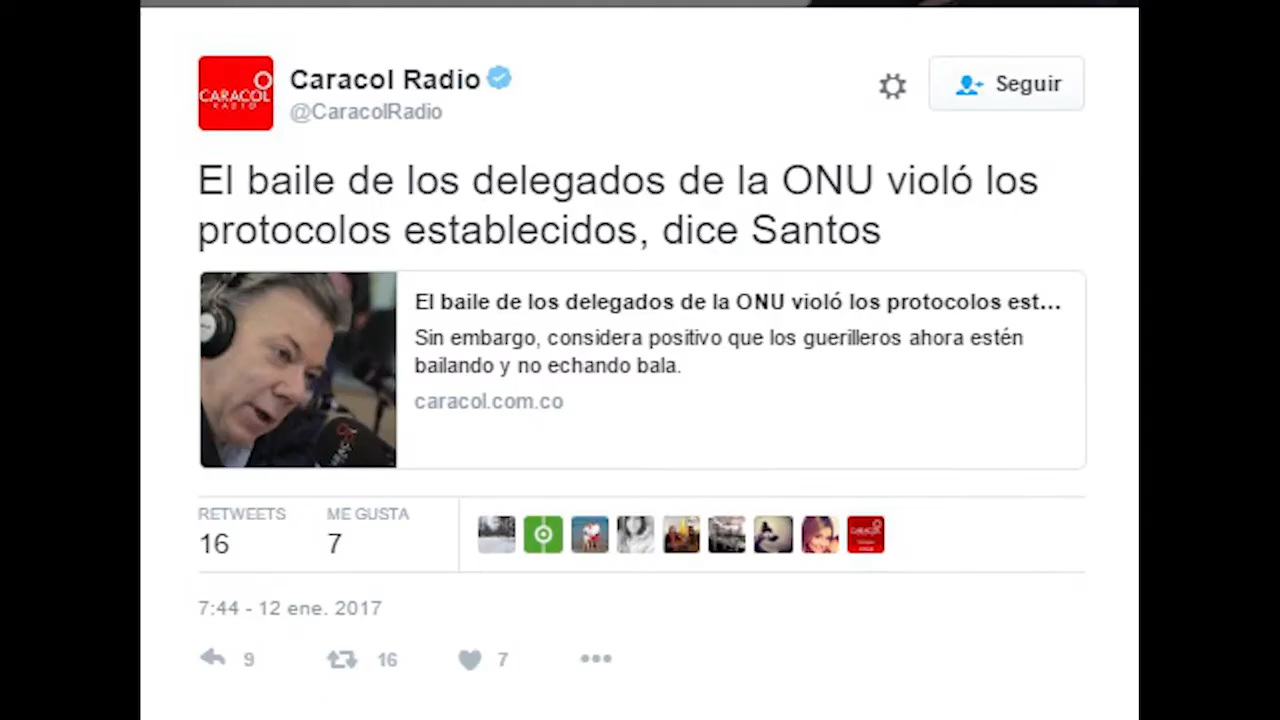 CARACOL
RADIO
Caracol Radio
@CaracolRadio
Seguir
El baile de los delegados de la ONU violó los
protocolos establecidos, dice Santos
El baile de los delegados de la ONU violó los protocolos est...
Sin embargo, considera positivo que los guerilleros ahora estén
bailando y no echando bala.
caracol.com.co
RETWEETS
ME GUSTA
16
7
7:44 - 12 ene. 2017
9
16
7